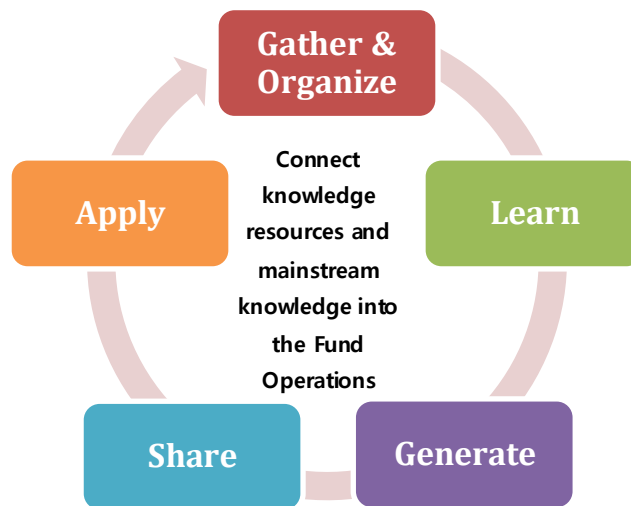 Gather &
Organize
Connect
knowledge
resources and
mainstream
knowledge into
the Fund
Operations
Learn
Generate
Share
Apply